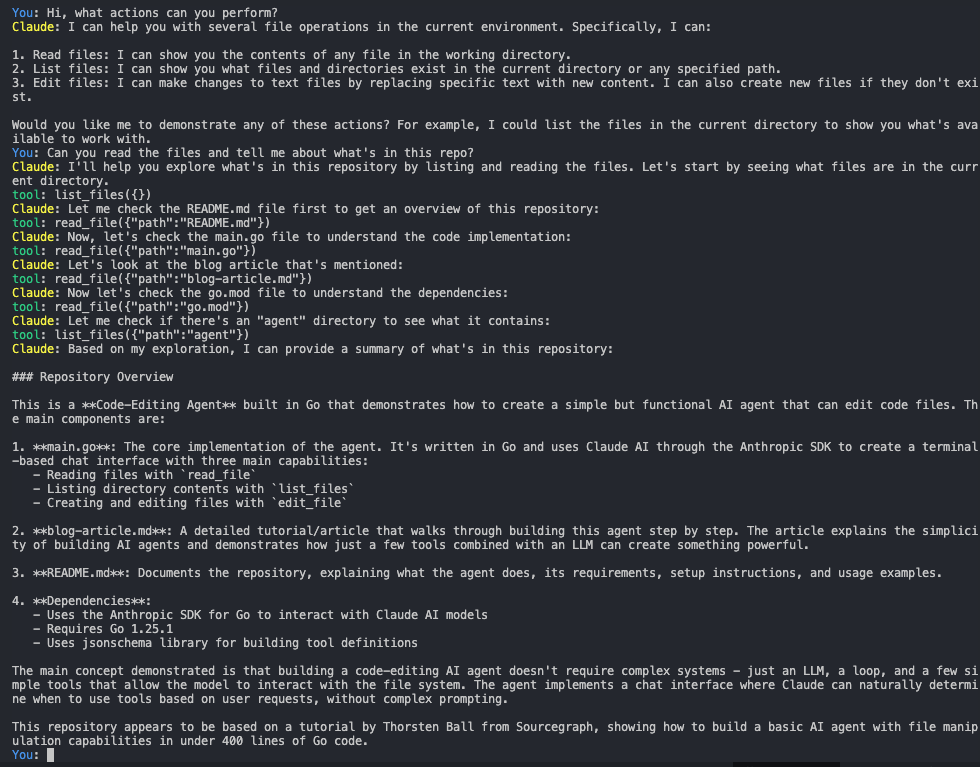 You: Hi, what actions can you perform?
Claude: I can help you with several file operations in the current environment. Specifically, I can:
1. Read files: I can show you the contents of any file in the working directory.
2. List files: I can show you what files and directories exist in the current directory or any specified path.
3. Edit files: I can make changes to text files by replacing specific text with new content. I can also create new files if they don't exi
st.
Would you like me to demonstrate any of these actions? For example, I could list the files in the current directory to show you what's ava
ilable to work with.
You: Can you read the files and tell me about what's in this repo?
Claude: I'll help you explore what's in this repository by listing and reading the files. Let's start by seeing what files are in the curr
ent directory.
tool: list_files({})
Claude: Let me check the README.md file first to get an overview of this repository:
tool: read_file({"path":"README.md"})
Claude: Now, let's check the main.go file to understand the code implementation:
tool: read_file({"path":"main.go"})
Claude: Let's look at the blog article that's mentioned:
tool: read_file({"path":"blog-article.md"})
Claude: Now let's check the go.mod file to understand the dependencies:
tool: read_file({"path":"go.mod"})
Claude: Let me check if there's an "agent" directory to see what it contains:
tool: list_files({"path":"agent"})
Claude: Based on my exploration, I can provide a summary of what's in this repository:
### Repository Overview
This is a **Code-Editing Agent** built in Go that demonstrates how to create a simple but functional AI agent that can edit code files. Th
e main components are:
1. **main.go**: The core implementation of the agent. It's written in Go and uses Claude AI through the Anthropic SDK to create a terminal
-based chat interface with three main capabilities:
- Reading files with `read_file`
- Listing directory contents with `list_files`
- Creating and editing files with `edit_file`
2. **blog-article.md**: A detailed tutorial/article that walks through building this agent step by step. The article explains the simplici
ty of building AI agents and demonstrates how just a few tools combined with an LLM can create something powerful.
3. **README.md**: Documents the repository, explaining what the agent does, its requirements, setup instructions, and usage examples.
4. **Dependencies**:
- Uses the Anthropic SDK for Go to interact with Claude AI models
- Requires Go 1.25.1
- Uses jsonschema library for building tool definitions
The main concept demonstrated is that building a code-editing AI agent doesn't require complex systems - just an LLM, a loop, and a few si
mple tools that allow the model to interact with the file system. The agent implements a chat interface where Claude can naturally determi
ne when to use tools based on user requests, without complex prompting.
This repository appears to be based on a tutorial by Thorsten Ball from Sourcegraph, showing how to build a basic AI agent with file manip
ulation capabilities in under 400 lines of Go code.
You: